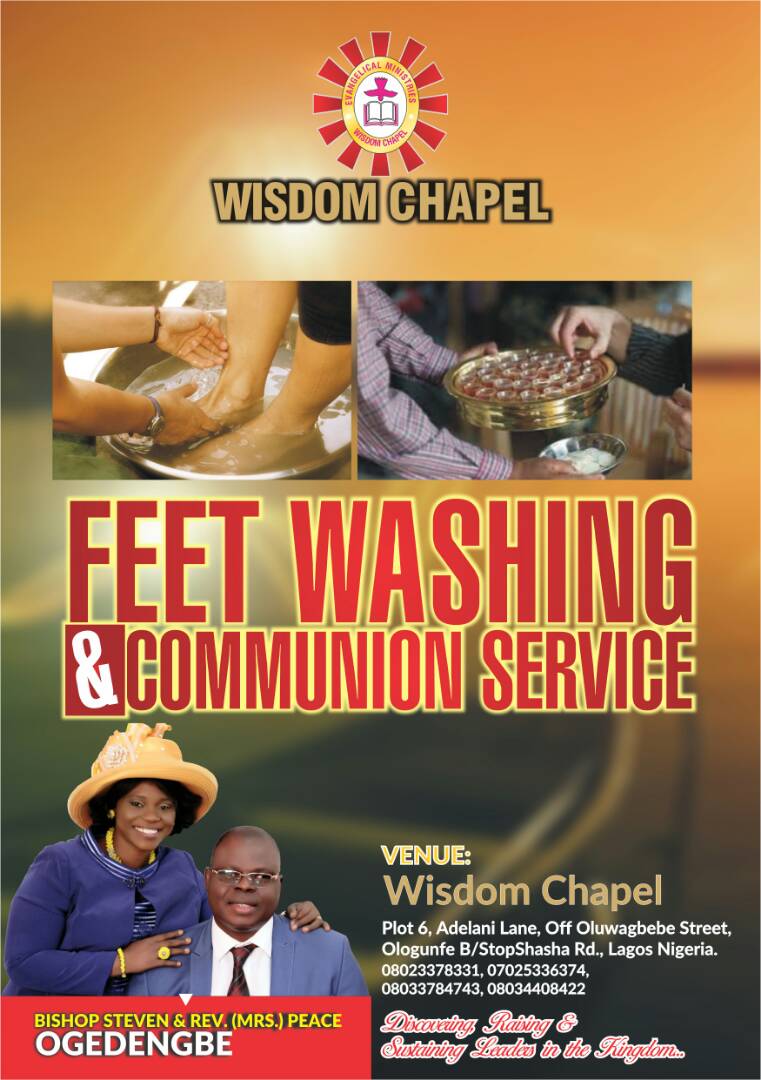 EVANGELICAL MINISTRIES
WISDOM CHAPEL
WISDOM CHAPEL
FEET WASHING
& COMMUNION SERVICE
VENUE:
Wisdom Chapel
Plot 6, Adelani Lane, Off Oluwagbebe Street,
Ologunfe B/StopShasha Rd., Lagos Nigeria.
08023378331, 07025336374,
08033784743, 08034408422
BISHOP STEVEN & REV. (MRS.) PEACE
OGEDENGBE
Discovering, Raising &
Sustaining Leaders in the Kingdom...